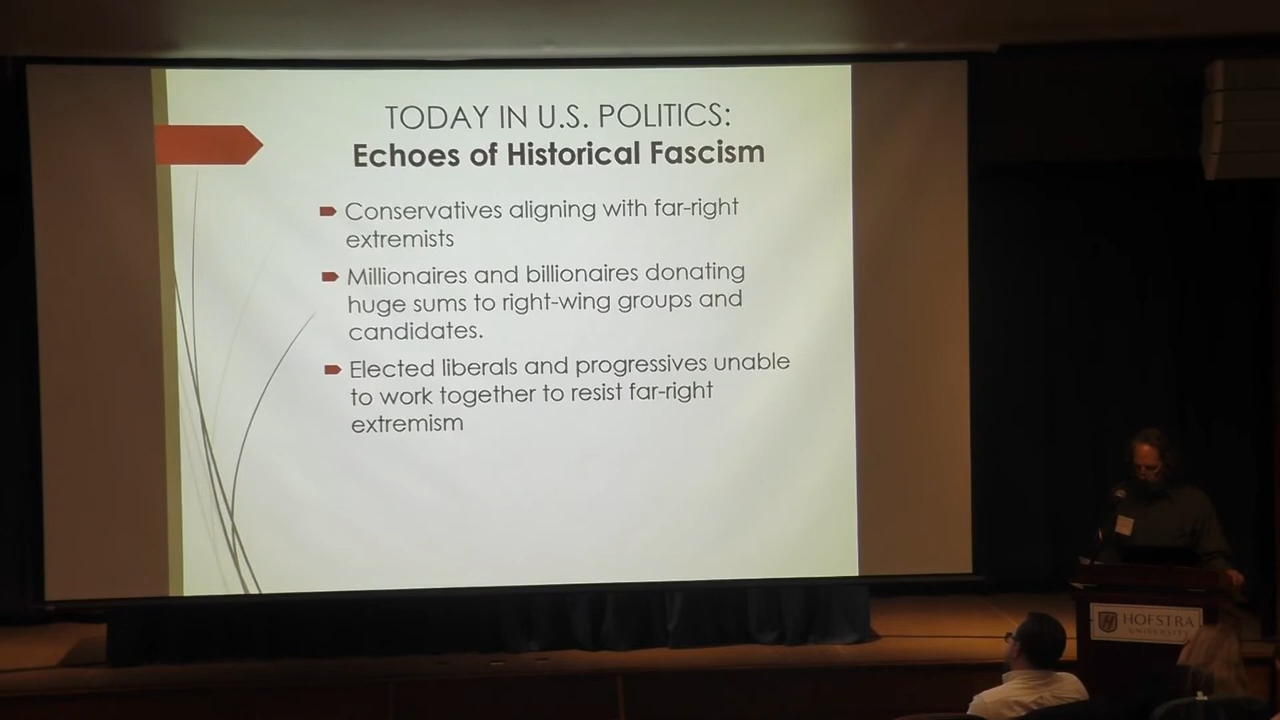 TODAY IN U.S. POLITICS:
Echoes of Historical Fascism
Conservatives aligning with far-right
extremists
Millionaires and billionaires donating
huge sums to right-wing groups and
candidates.
Elected liberals and progressives unable
to work together to resist far-right
extremism
HOFSTRA
UNIVERSITY